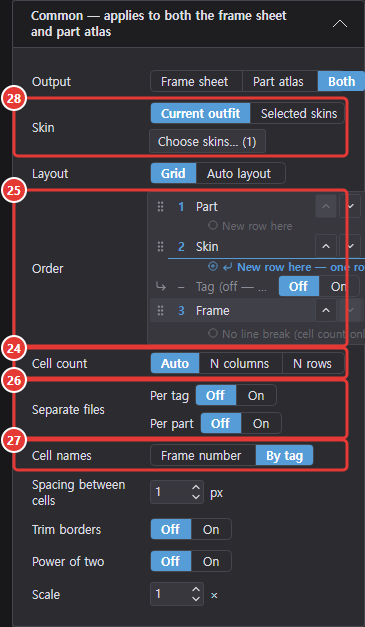 Common — applies to both the frame sheet
and part atlas
Output Frame sheet Part atlas Both
28
Skin Current outfit Selected skins
Choose skins... (1)
Layout Grid Auto layout
25
1 Part
New row here
2 Skin
↵ New row here — one ro
Order
– Tag (off — ... Off On
3 Frame
No line break (cell count onl
24
Cell count Auto N columns N rows
26
Separate files
Per tag Off On
Per part Off On
27
Cell names Frame number By tag
Spacing between
cells
1 px
Trim borders Off On
Power of two Off On
Scale 1 ×